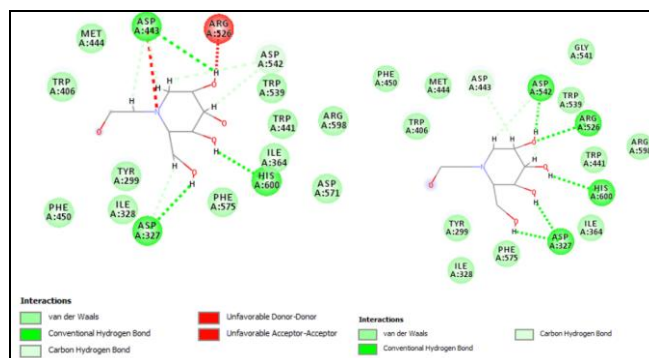 ASP
A:443
ARG
A:526
MET
A:444
ASP
A:542
TRP
A:406
TRP
A:539
TRP
A:441
ARG
A:598
ILE
A:364
TYR
A:299
HIS
A:600
ASP
A:571
PHE
A:450
ILE
A:328
PHE
A:575
ASP
A:327
H
H
H
H
H
H
H
H
N
O
O
O
O
O
Interactions
van der Waals
Conventional Hydrogen Bond
Carbon Hydrogen Bond
Unfavorable Donor-Donor
Unfavorable Acceptor-Acceptor
GLY
A:541
PHE
A:450
MET
A:444
ASP
A:443
ASP
A:542
TRP
A:539
ARG
A:526
TRP
A:406
TRP
A:441
ARG
A:598
HIS
A:600
TYR
A:299
ILE
A:364
PHE
A:575
ASP
A:327
ILE
A:328
Interactions
van der Waals
Conventional Hydrogen Bond
Carbon Hydrogen Bond